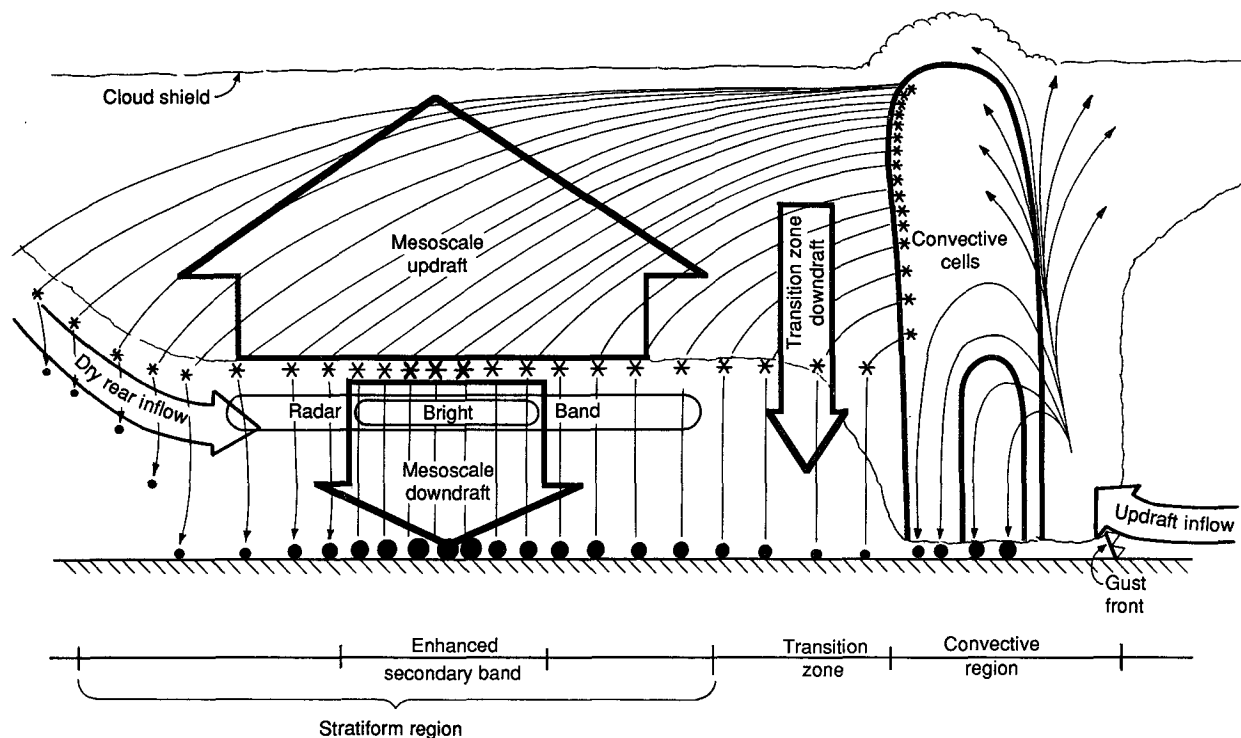 Cloud shield
Mesoscale
updraft
Transition zone
downdraft
Convective
cells
Dry rear inflow
Radar Bright Band
Mesoscale
downdraft
Updraft inflow
Gust
front
Enhanced
secondary band
Transition
zone
Convective
region
Stratiform region